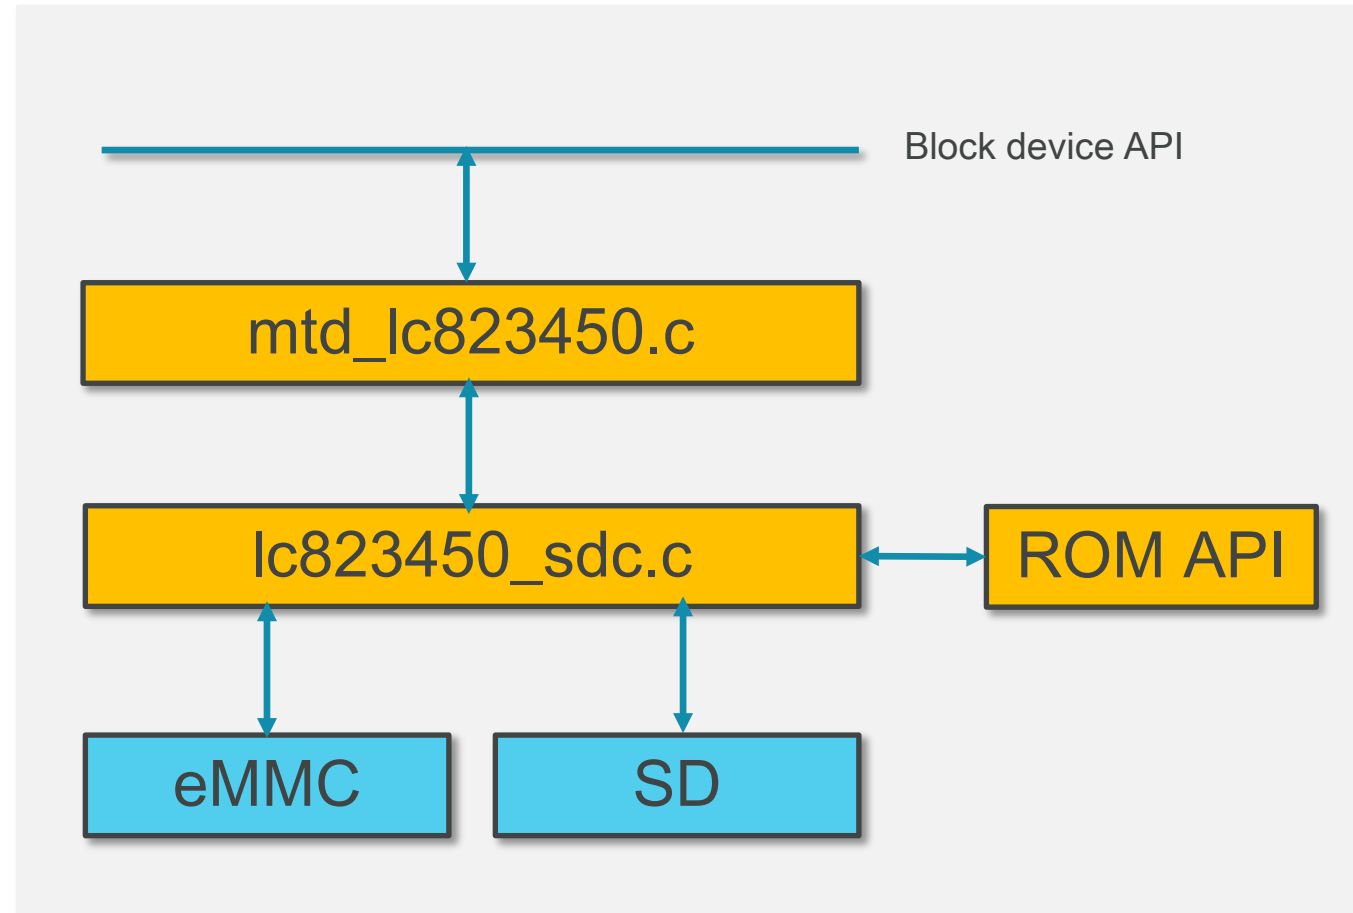 Block device API
mtd_lc823450.c
lc823450_sdc.c
ROM API
eMMC
SD